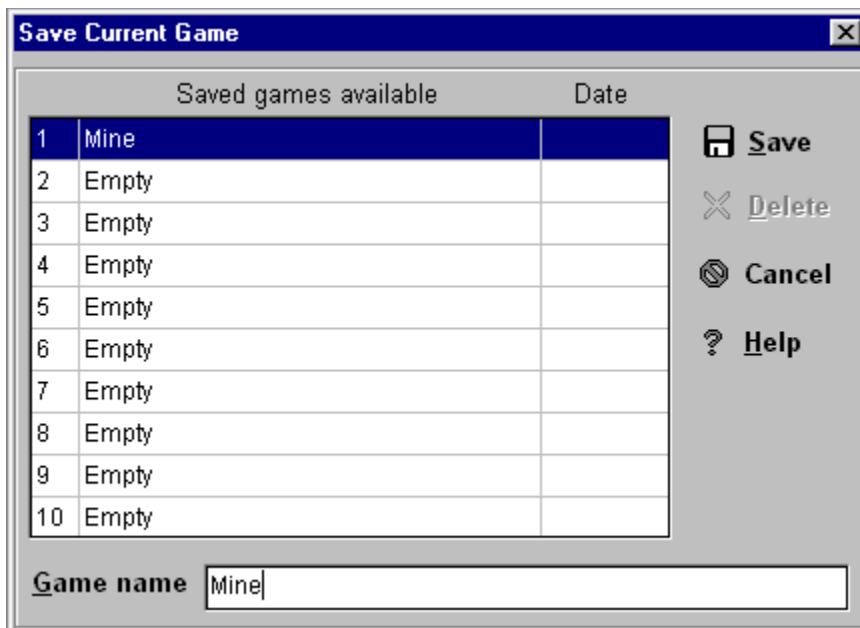 Save Current Game
Saved games available Date
1 Mine
2 Empty
3 Empty
4 Empty
5 Empty
6 Empty
7 Empty
8 Empty
9 Empty
10 Empty
Save
Delete
Cancel
? Help
Game name Mine